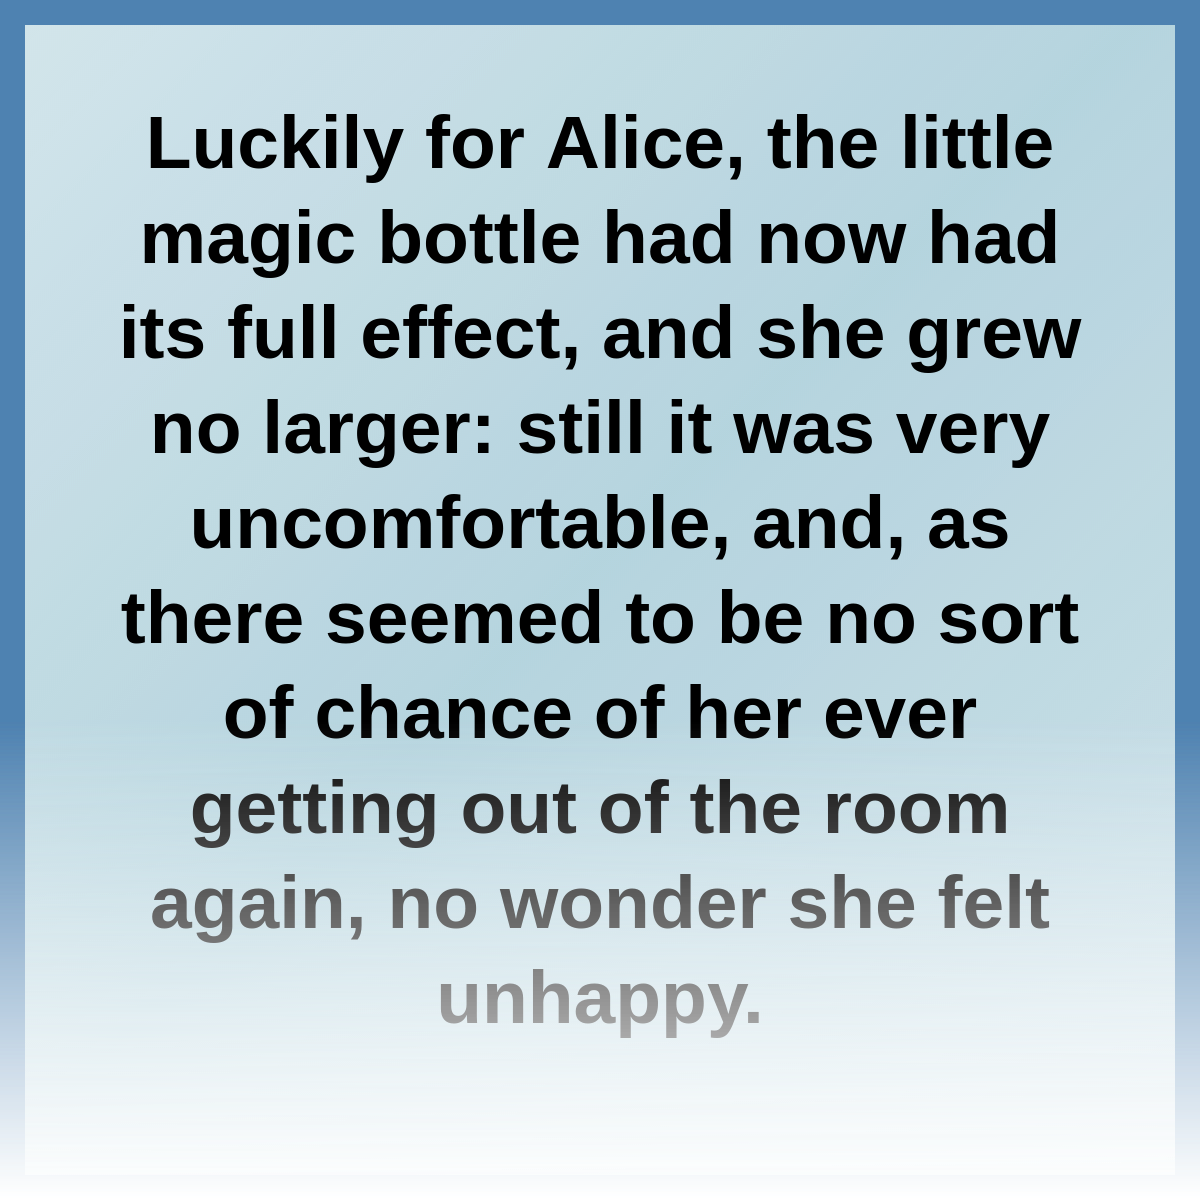 Luckily for Alice, the little
magic bottle had now had
its full effect, and she grew
no larger: still it was very
uncomfortable, and, as
there seemed to be no sort
of chance of her ever
getting out of the room
again, no wonder she felt
unhappy.